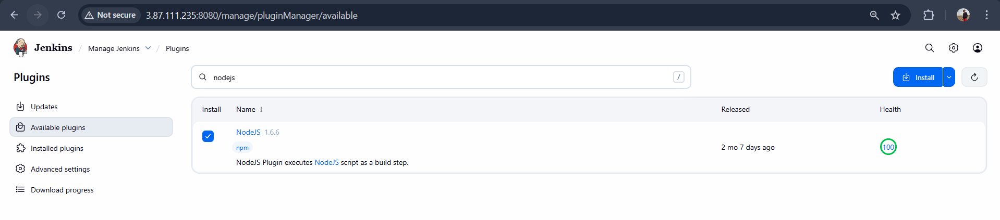 Not secure 3.87.111.235:8080/manage/pluginManager/available
Jenkins / Manage Jenkins / Plugins
Plugins
nodejs /
Install
Updates
Available plugins
Installed plugins
Advanced settings
Download progress
Install Name ↓ Released Health
NodeJS 1.6.6
npm
NodeJS Plugin executes NodeJS script as a build step.
2 mo 7 days ago
100